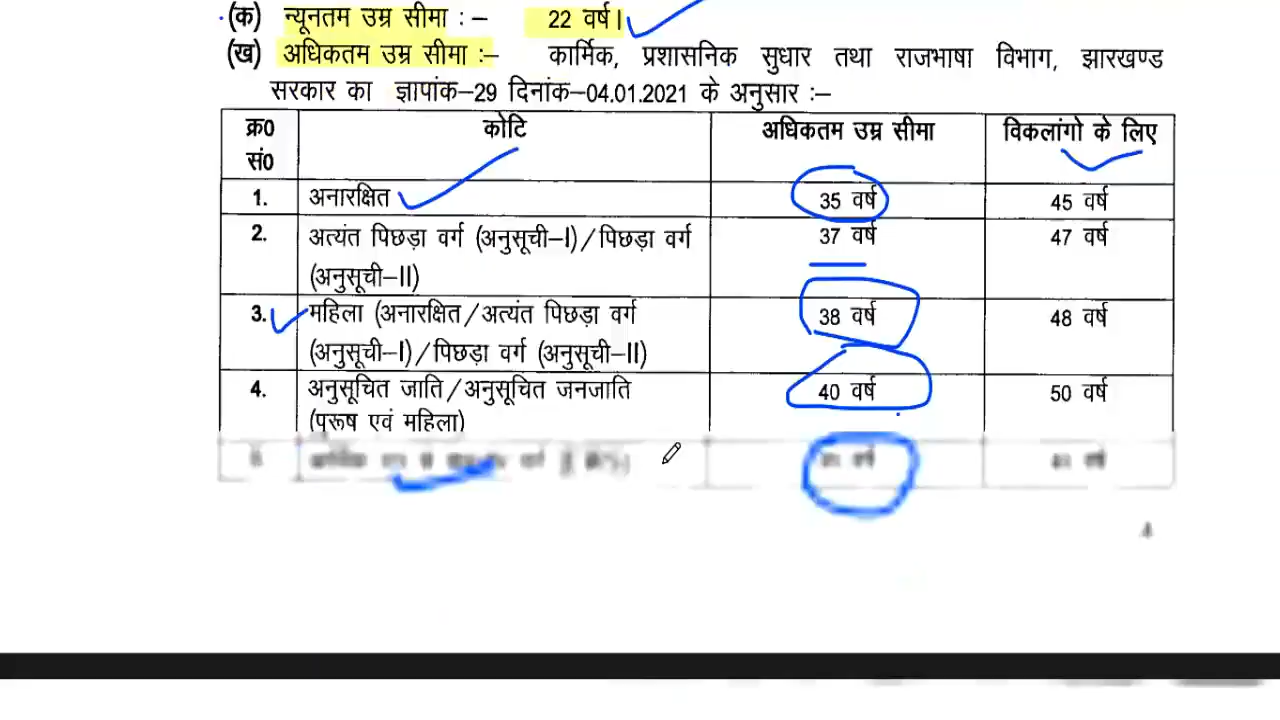 (क) न्यूनतम उम्र सीमा :– 22 वर्ष।
(ख) अधिकतम उम्र सीमा :– कार्मिक, प्रशासनिक सुधार तथा राजभाषा विभाग, झारखण्ड
सरकार का ज्ञापांक–29 दिनांक–04.01.2021 के अनुसार :–
क्र0 सं0 कोटि अधिकतम उम्र सीमा विकलांगो के लिए
1. अनारक्षित 35 वर्ष 45 वर्ष
2. अत्यंत पिछड़ा वर्ग (अनुसूची–I) / पिछड़ा वर्ग 37 वर्ष 47 वर्ष
(अनुसूची–II)
3. महिला (अनारक्षित / अत्यंत पिछड़ा वर्ग 38 वर्ष 48 वर्ष
(अनुसूची–I) / पिछड़ा वर्ग (अनुसूची–II)
4. अनुसूचित जाति / अनुसूचित जनजाति 40 वर्ष 50 वर्ष
(पुरूष एवं महिला)
4